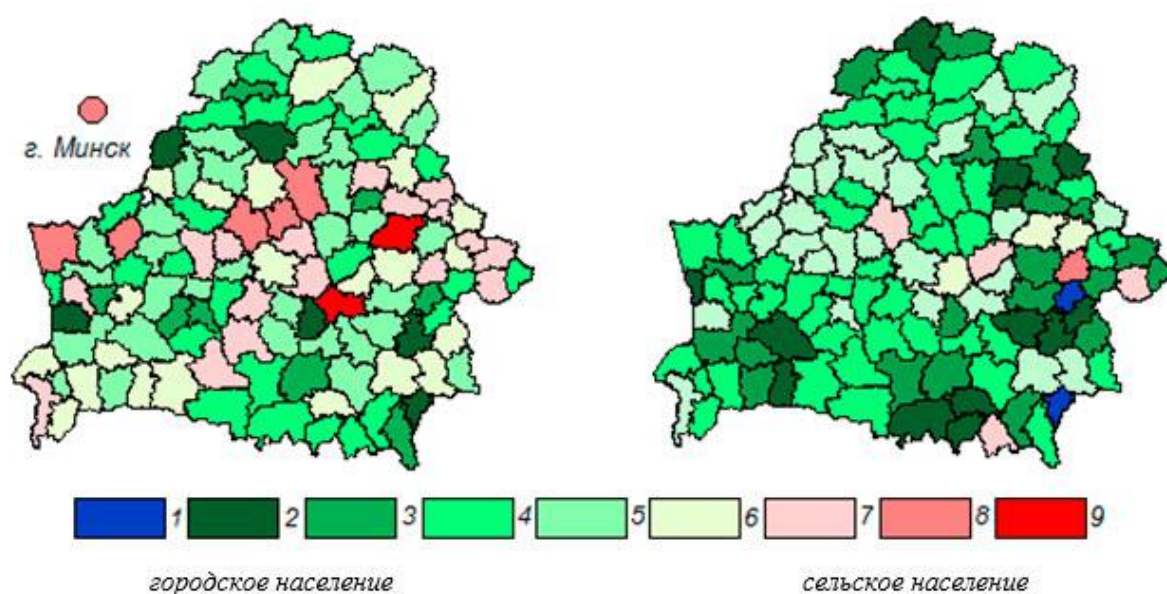 г. Минск
1 2 3 4 5 6 7 8 9
городское население сельское население